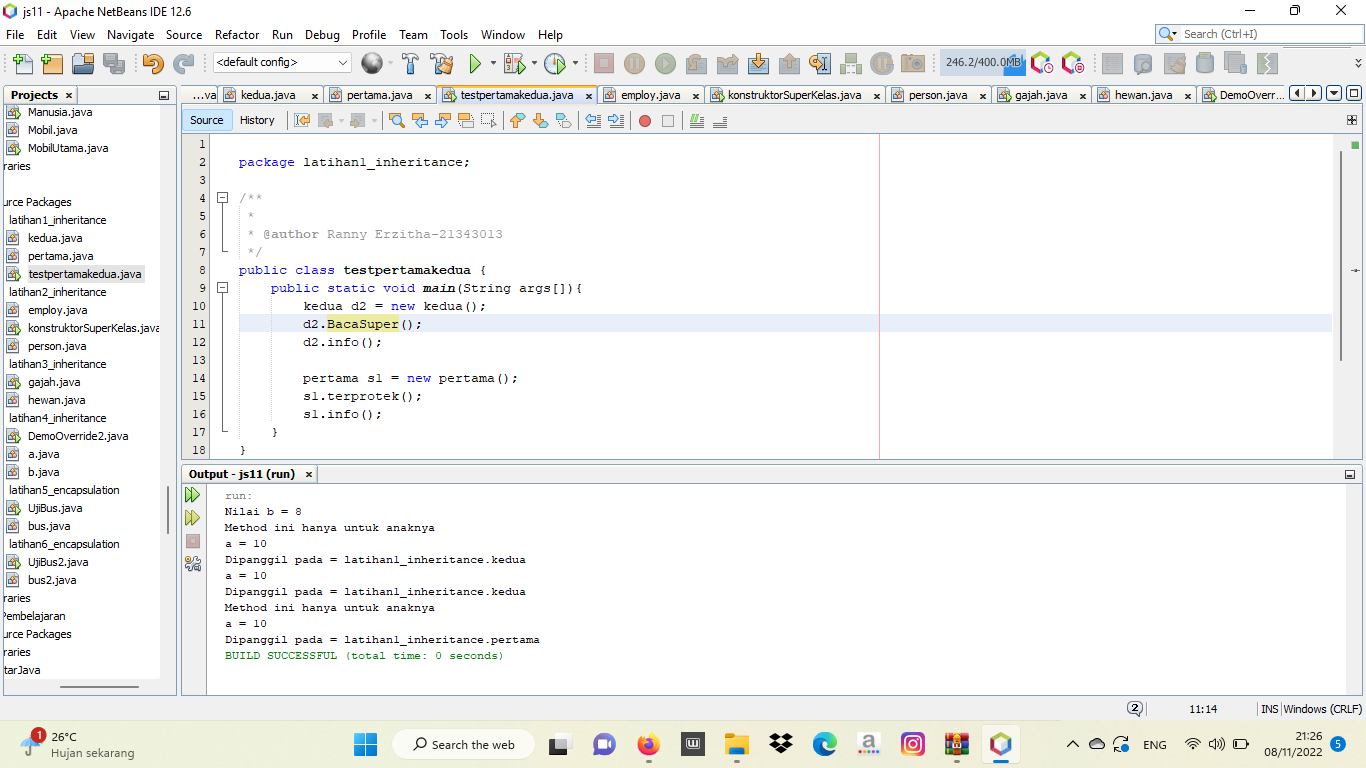 js11 - Apache NetBeans IDE 12.6
File Edit View Navigate Source Refactor Run Debug Profile Team Tools Window Help
Search (Ctrl+I)
<default config>
246.2/400.0MB
Projects
...va
kedua.java
pertama.java
testpertamakedua.java
employ.java
konstruktorSuperKelas.java
person.java
gajah.java
hewan.java
DemoOverr...
Manusia.java
Mobil.java
MobilUtama.java
raries
urce Packages
latihan1_inheritance
kedua.java
pertama.java
testpertamakedua.java
latihan2_inheritance
employ.java
konstruktorSuperKelas.java
person.java
latihan3_inheritance
gajah.java
hewan.java
latihan4_inheritance
DemoOverride2.java
a.java
b.java
latihan5_encapsulation
UjiBus.java
bus.java
latihan6_encapsulation
UjiBus2.java
bus2.java
raries
Pembelajaran
urce Packages
raries
tarJava
Source History
1
2 package latihan1_inheritance;
3
4 /**
5 *
6 * @author Ranny Erzitha-21343013
7 */
8 public class testpertamakedua {
9 public static void main(String args[]){
10 kedua d2 = new kedua();
11 d2.BacaSuper();
12 d2.info();
13
14 pertama s1 = new pertama();
15 s1.terprotek();
16 s1.info();
17 }
18 }
Output - js11 (run)
run:
Nilai b = 8
Method ini hanya untuk anaknya
a = 10
Dipanggil pada = latihan1_inheritance.kedua
a = 10
Dipanggil pada = latihan1_inheritance.kedua
Method ini hanya untuk anaknya
a = 10
Dipanggil pada = latihan1_inheritance.pertama
BUILD SUCCESSFUL (total time: 0 seconds)
2
11:14
INS
Windows (CRLF)
1
26°C
Hujan sekarang
Search the web
ENG
21:26
08/11/2022
5